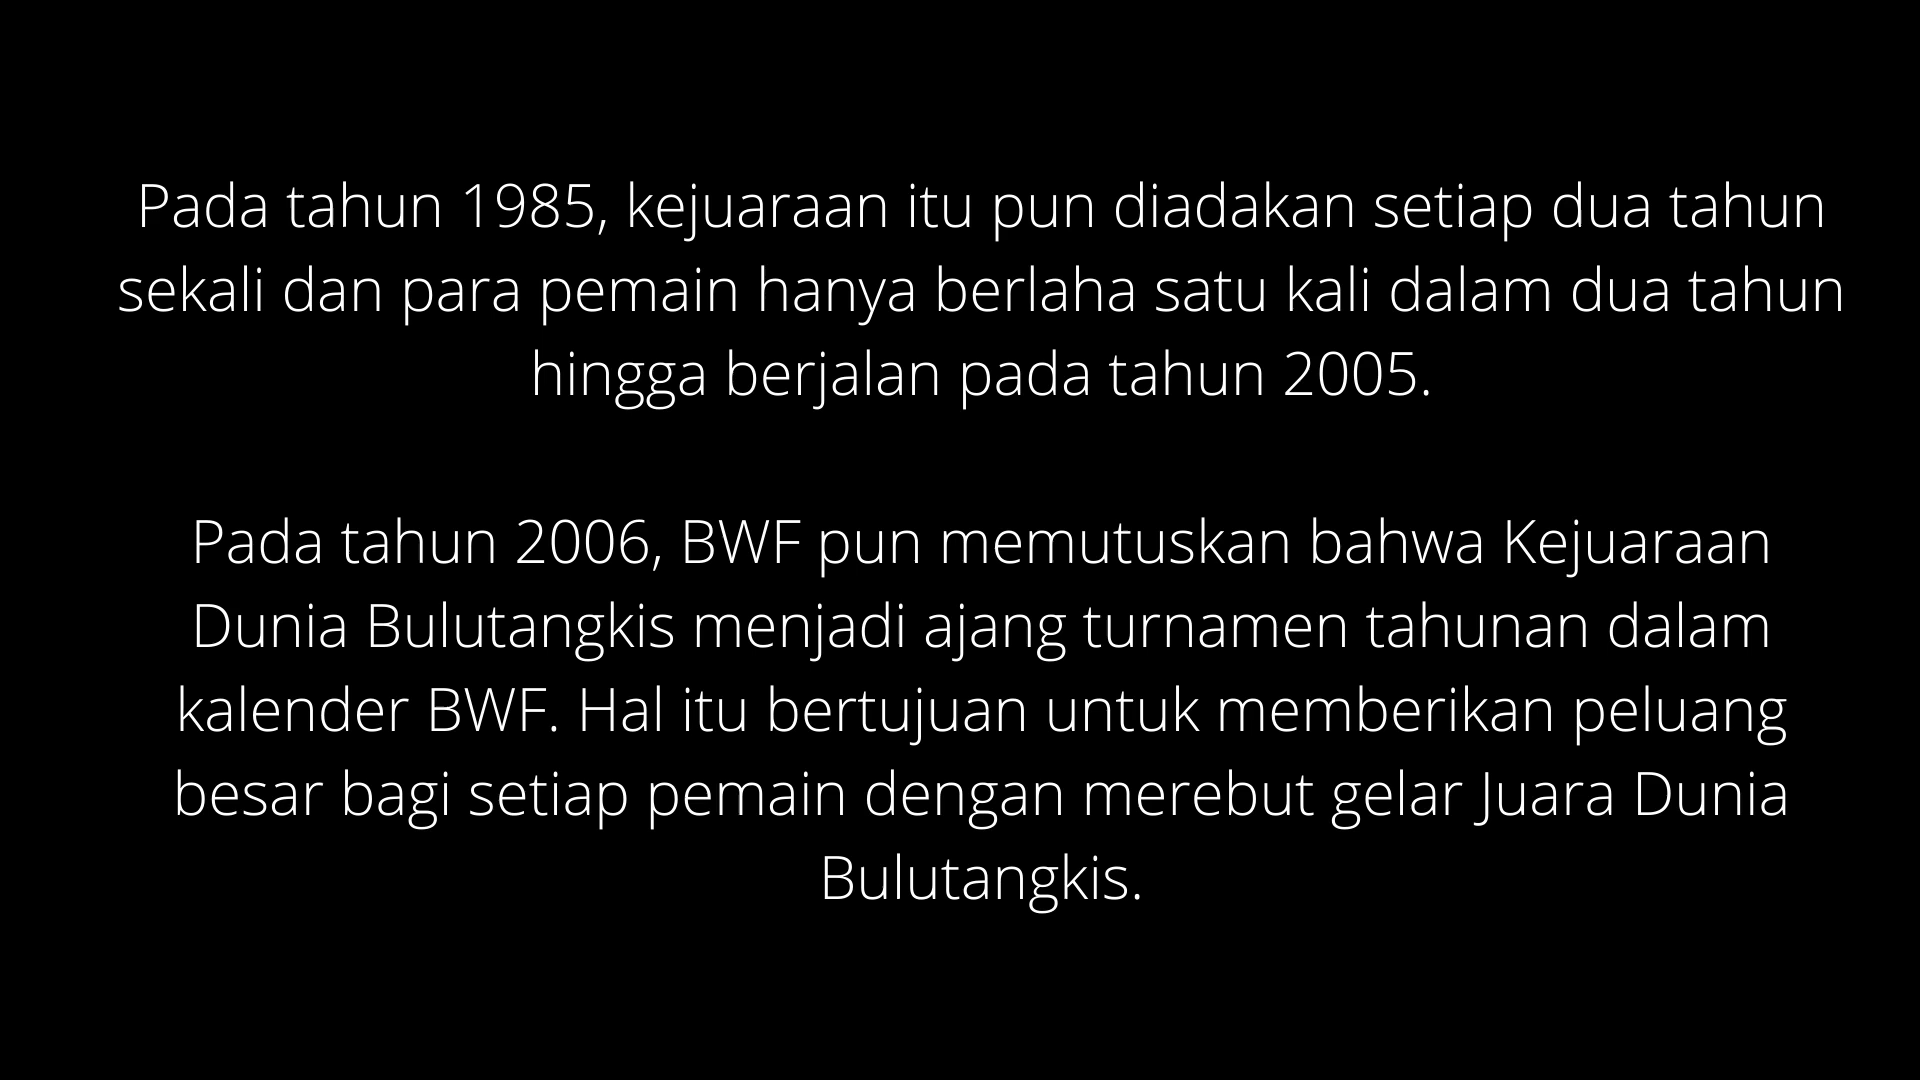 Pada tahun 1985, kejuaraan itu pun diadakan setiap dua tahun
sekali dan para pemain hanya berlaha satu kali dalam dua tahun
hingga berjalan pada tahun 2005.
Pada tahun 2006, BWF pun memutuskan bahwa Kejuaraan
Dunia Bulutangkis menjadi ajang turnamen tahunan dalam
kalender BWF. Hal itu bertujuan untuk memberikan peluang
besar bagi setiap pemain dengan merebut gelar Juara Dunia
Bulutangkis.